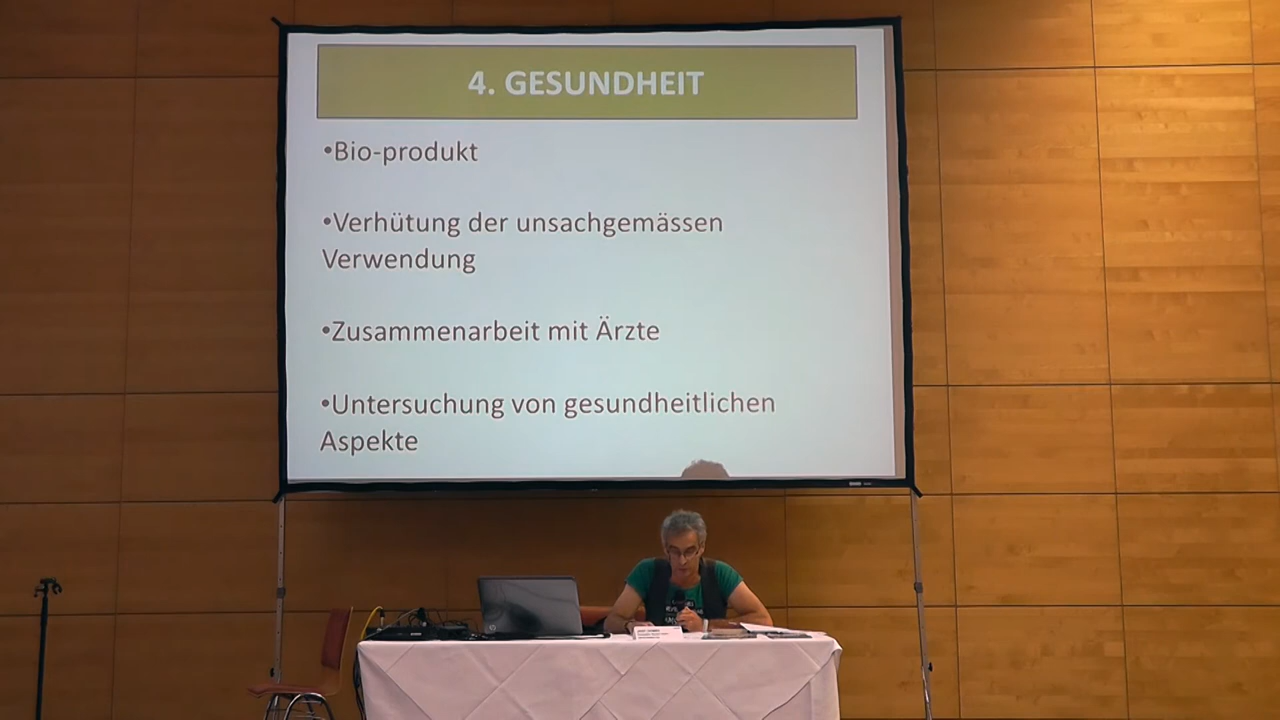 4. GESUNDHEIT
•Bio-produkt
•Verhütung der unsachgemässen
Verwendung
•Zusammenarbeit mit Ärzte
•Untersuchung von gesundheitlichen
Aspekte